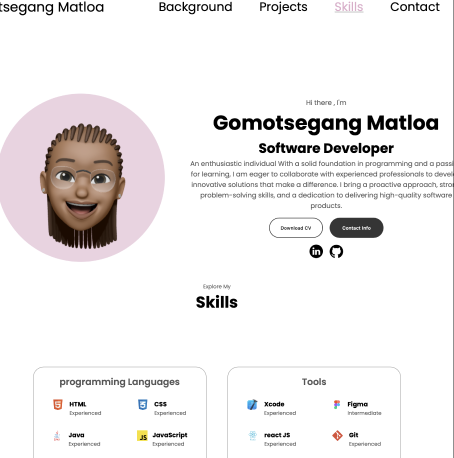 tsegang Matloa Background Projects Skills Contact
Hi there , I'm
Gomotsegang Matloa
Software Developer
An enthusiastic individual With a solid foundation in programming and a passi
for learning, I am eager to collaborate with experienced professionals to devel
innovative solutions that make a difference. I bring a proactive approach, stron
problem-solving skills, and a dedication to delivering high-quality software
products.
Download CV Contact Info
in
Explore My
Skills
programming Languages Tools
HTML CSS Xcode Figma
Experienced Experienced Experienced Intermediate
Java JavaScript react JS Git
Experienced Experienced Experienced Experienced
JS